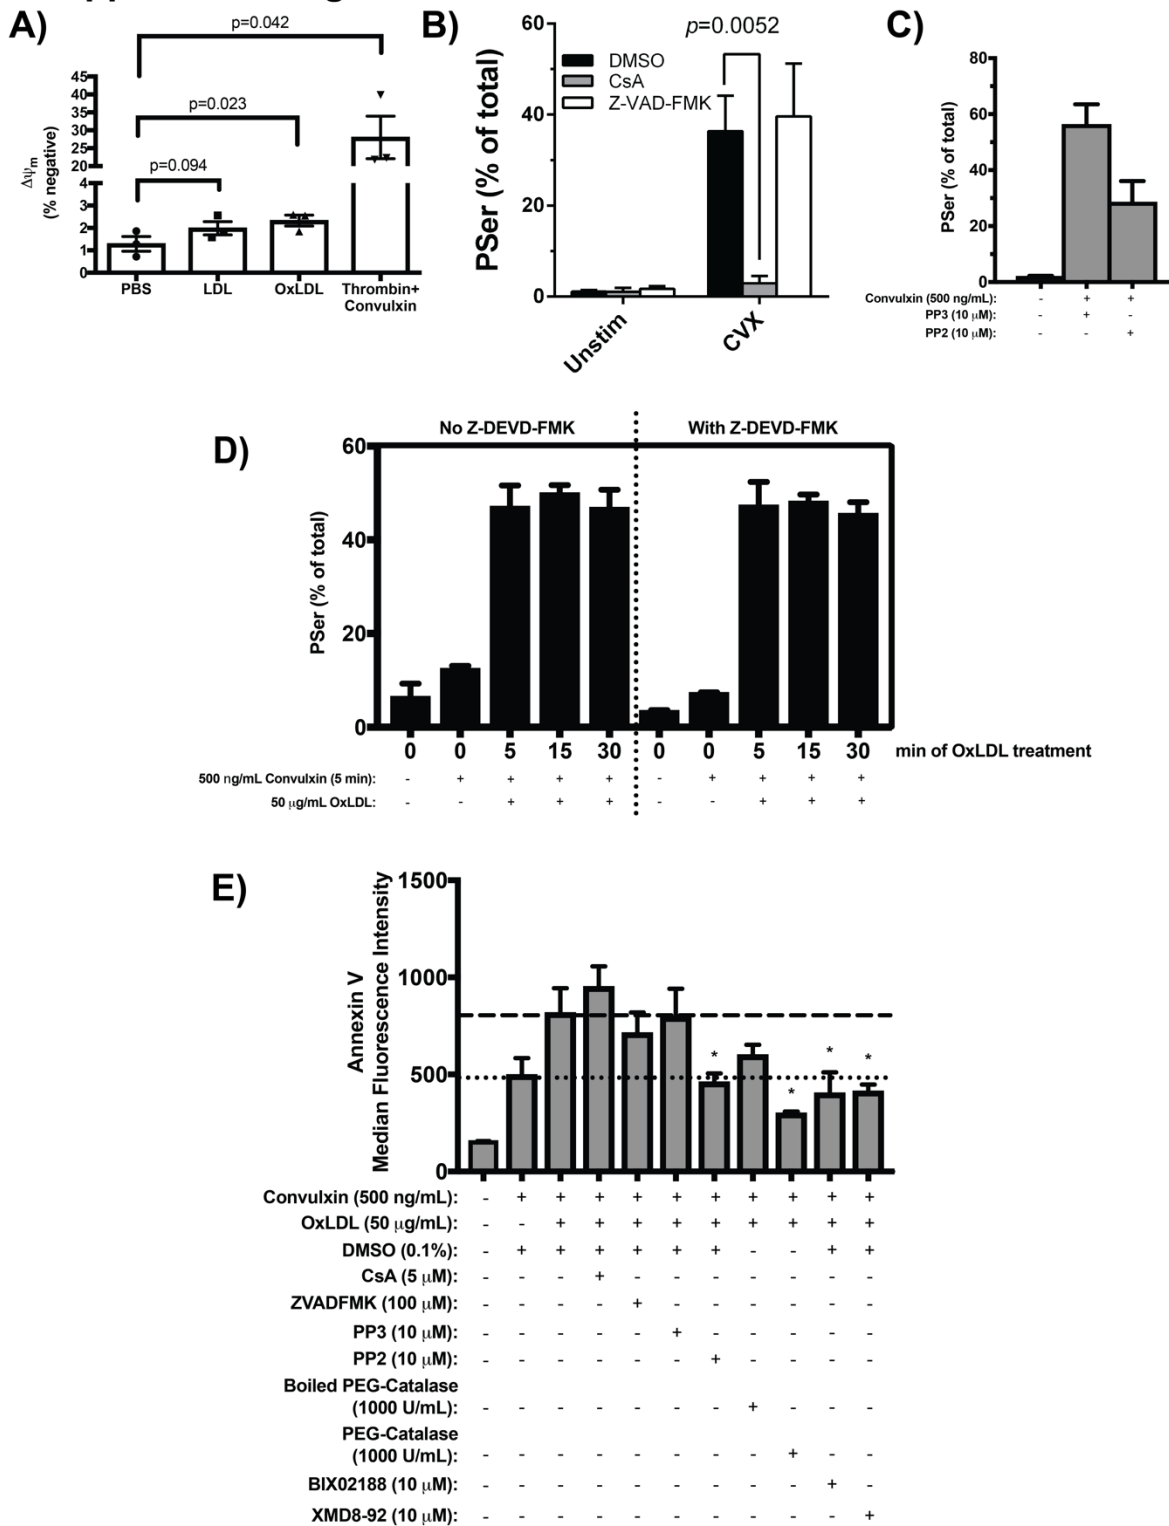 A)
p=0.042
p=0.023
p=0.094
Δψm
(% negative)
45
40
35
30
25
20
4
3
2
1
0
PBS
LDL
OxLDL
Thrombin+
Convulxin
B)
p=0.0052
DMSO
CsA
Z-VAD-FMK
PSer (% of total)
60
40
20
0
Unstim
CVX
C)
PSer (% of total)
80
60
40
20
0
Convulxin (500 ng/mL): - + +
PP3 (10 μM): - + -
PP2 (10 μM): - - +
D)
No Z-DEVD-FMK
With Z-DEVD-FMK
PSer (% of total)
60
40
20
0
0 0 5 15 30 0 0 5 15 30 min of OxLDL treatment
500 ng/mL Convulxin (5 min): - + + + + - + + + +
50 μg/mL OxLDL: - - + + + - - + + +
E)
Annexin V
Median Fluorescence Intensity
1500
1000
500
0
* * * *
Convulxin (500 ng/mL): - + + + + + + + + + +
OxLDL (50 μg/mL): - - + + + + + + + + +
DMSO (0.1%): - + + + + + + - - + +
CsA (5 μM): - - - + - - - - - - -
ZVADFMK (100 μM): - - - - + - - - - - -
PP3 (10 μM): - - - - - + - - - - -
PP2 (10 μM): - - - - - - + - - - -
Boiled PEG-Catalase
(1000 U/mL): - - - - - - - + - - -
PEG-Catalase
(1000 U/mL): - - - - - - - - + - -
BIX02188 (10 μM): - - - - - - - - - + -
XMD8-92 (10 μM): - - - - - - - - - - +